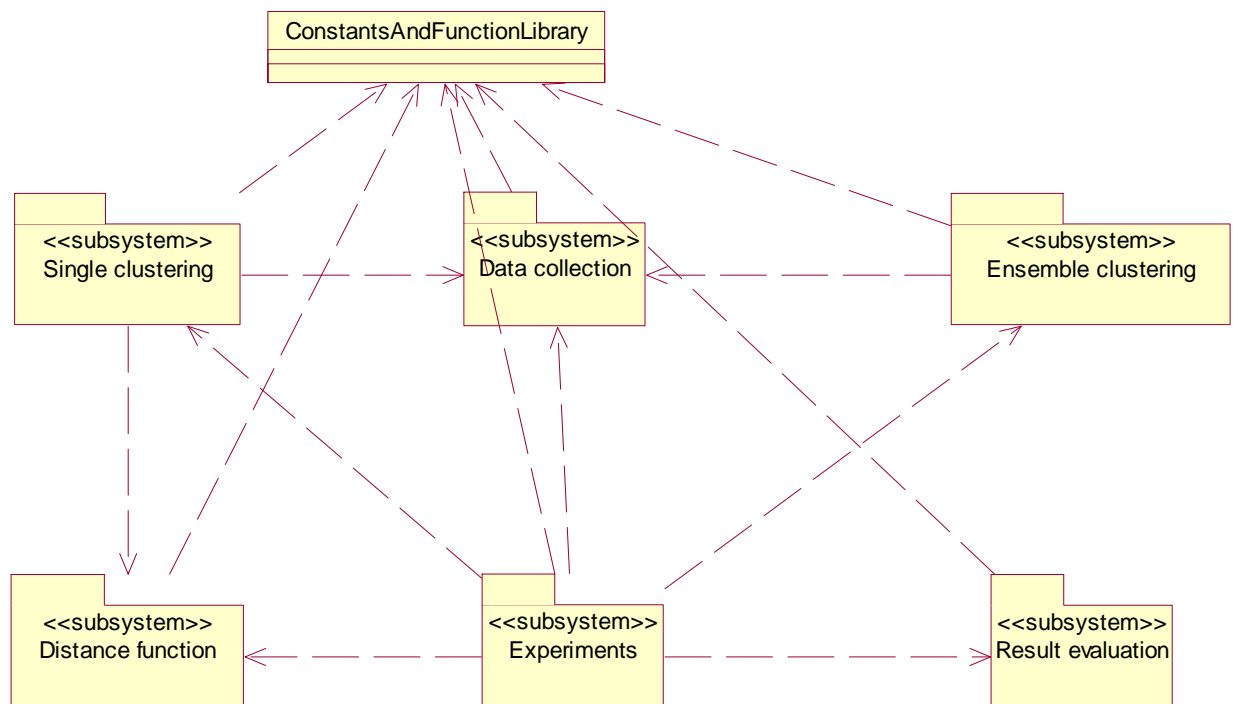 ConstantsAndFunctionLibrary
<<subsystem>>
Single clustering
<<subsystem>>
Data collection
<<subsystem>>
Ensemble clustering
<<subsystem>>
Distance function
<<subsystem>>
Experiments
<<subsystem>>
Result evaluation